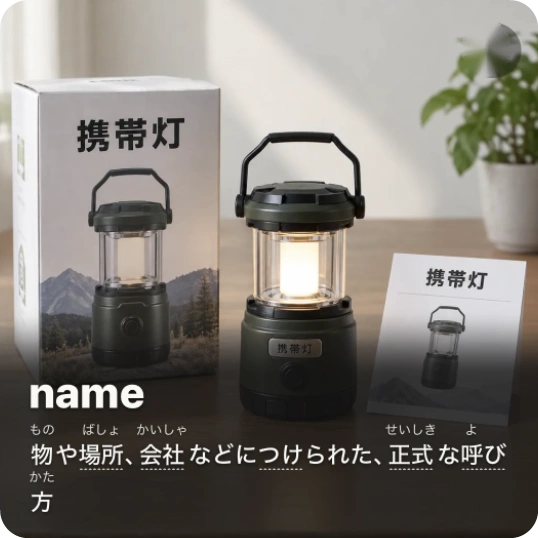 携帯灯
携帯灯
携帯灯
name
もの ばしょ かいしゃ せいしき よ
物や場所、会社などにつけられた、正式な呼び
かた
方